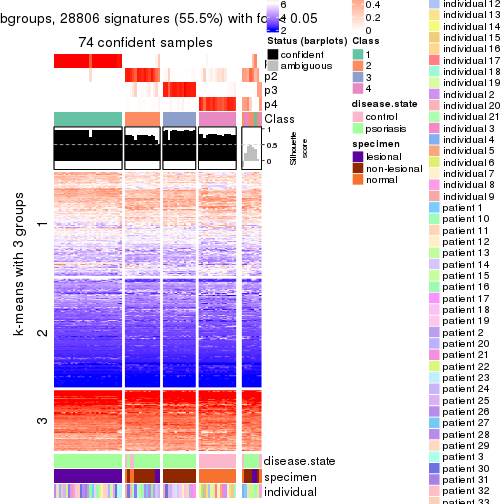 bgroups, 28806 signatures (55.5%) with fd < 0.05
74 confident samples
p2
p3
p4
Class
1
0.5
0
Silhouette score
k-means with 3 groups
1
2
3
disease.state
specimen
individual
6
4
2
Status (barplots)
confident
ambiguous
0.4
0.2
0
Class
1
2
3
4
disease.state
control
psoriasis
specimen
lesional
non-lesional
normal
individual 12
individual 13
individual 14
individual 15
individual 16
individual 17
individual 18
individual 19
individual 2
individual 20
individual 21
individual 3
individual 4
individual 5
individual 6
individual 7
individual 8
individual 9
patient 1
patient 10
patient 11
patient 12
patient 13
patient 14
patient 15
patient 16
patient 17
patient 18
patient 19
patient 2
patient 20
patient 21
patient 22
patient 23
patient 24
patient 25
patient 26
patient 27
patient 28
patient 29
patient 3
patient 30
patient 31
patient 32
patient 33